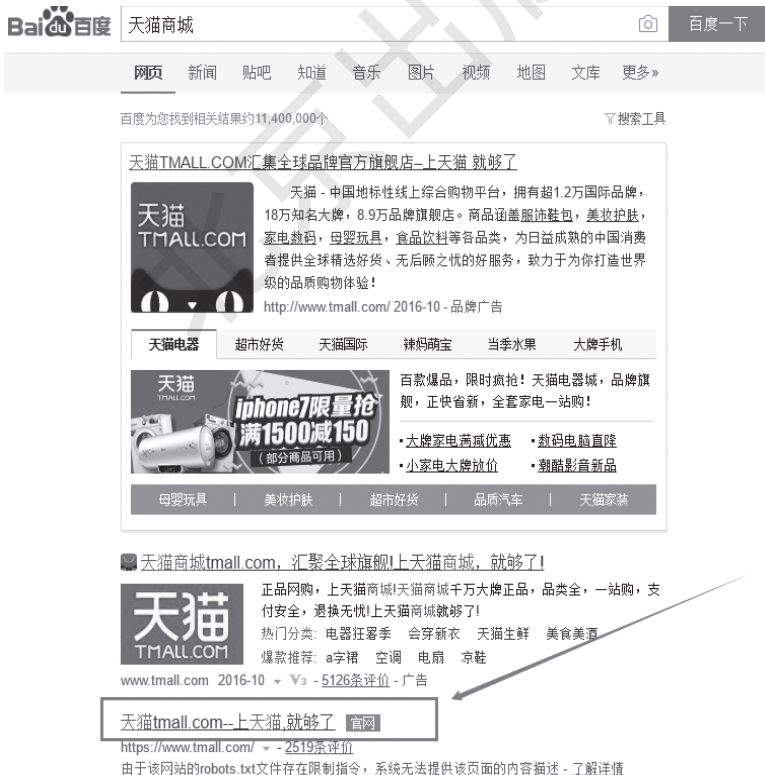 Bai du 百度 天猫商城 百度一下
网页 新闻 贴吧 知道 音乐 图片 视频 地图 文库 更多»
百度为您找到相关结果约11,400,000个 搜索工具
天猫TMALL.COM汇集全球品牌官方旗舰店–上天猫 就够了
天猫
TMALL.COM
天猫 - 中国地标性线上综合购物平台，拥有超1.2万国际品牌，
18万知名大牌，8.9万品牌旗舰店。商品涵盖服饰鞋包，美妆护肤，
家电数码，母婴玩具，食品饮料等各品类，为日益成熟的中国消费
者提供全球精选好货、无后顾之忧的好服务，致力于为你打造世界
级的品质购物体验！
http://www.tmall.com/ 2016-10 - 品牌广告
天猫电器 超市好货 天猫国际 辣妈萌宝 当季水果 大牌手机
天猫
TMALL.COM
iphone7限量抢
满1500减150
（部分商品可用）
百款爆品，限时疯抢！天猫电器城，品牌旗
舰，正快省新，全套家电一站购！
▪大牌家电满减优惠 ▪数码电脑直降
▪小家电大牌放价 ▪潮酷影音新品
母婴玩具 | 美妆护肤 | 超市好货 | 品质汽车 | 天猫家装
天猫商城tmall.com，汇聚全球旗舰!上天猫商城，就够了!
天猫
TMALL.COM
正品网购，上天猫商城!天猫商城千万大牌正品，品类全，一站购，支
付安全，退换无忧!上天猫商城就够了!
热门分类: 电器狂暑季 会穿新衣 天猫生鲜 美食美酒
爆款推荐: a字裙 空调 电扇 凉鞋
www.tmall.com 2016-10 V3 - 5126条评价 - 广告
天猫tmall.com--上天猫,就够了 官网
https://www.tmall.com/ - 2519条评价
由于该网站的robots.txt文件存在限制指令，系统无法提供该页面的内容描述 - 了解详情